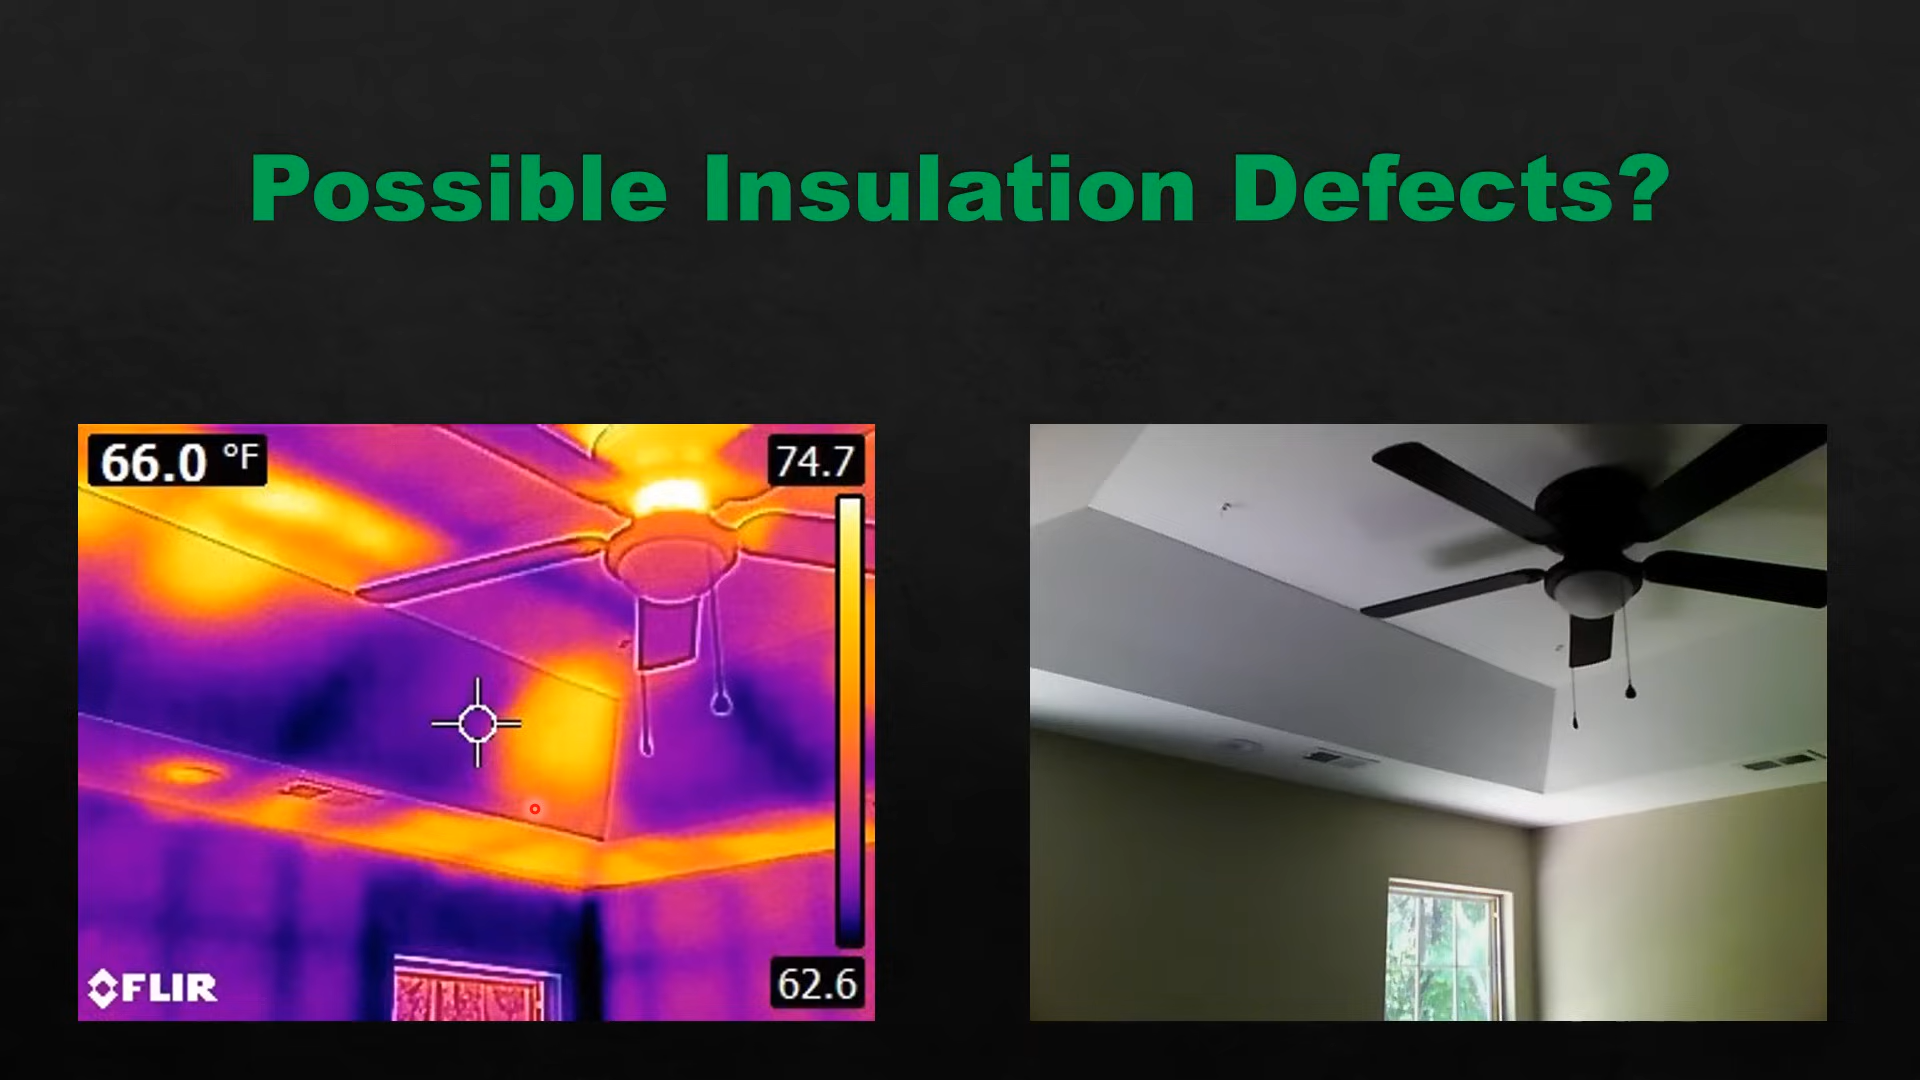 Possible Insulation Defects?
66.0 °F
74.7
62.6
FLIR